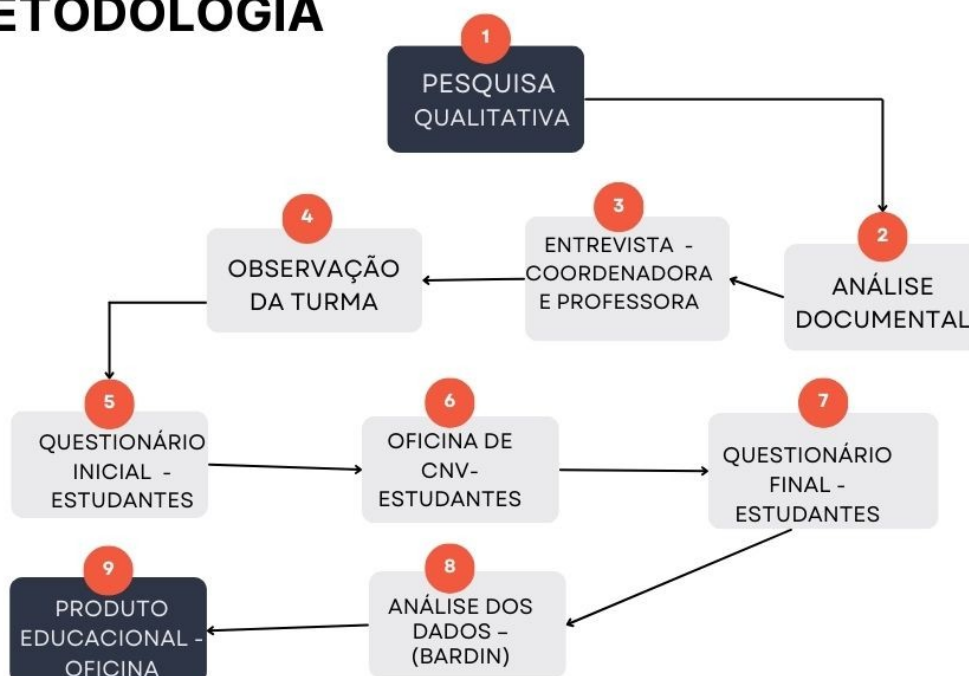 ETODOLOGIA
1
PESQUISA
QUALITATIVA
2
ANÁLISE
DOCUMENTAL
3
ENTREVISTA -
COORDENADORA
E PROFESSORA
4
OBSERVAÇÃO
DA TURMA
5
QUESTIONÁRIO
INICIAL -
ESTUDANTES
6
OFICINA DE
CNV-
ESTUDANTES
7
QUESTIONÁRIO
FINAL -
ESTUDANTES
8
ANÁLISE DOS
DADOS –
(BARDIN)
9
PRODUTO
EDUCACIONAL -
OFICINA